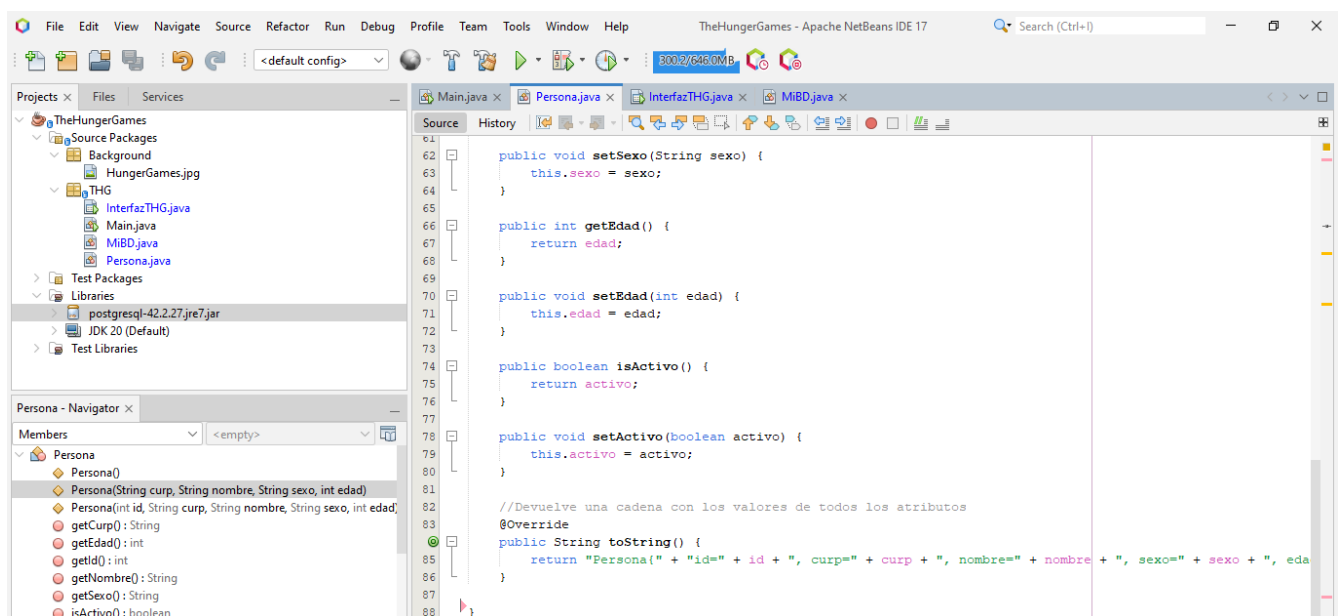 File Edit View Navigate Source Refactor Run Debug Profile Team Tools Window Help TheHungerGames - Apache NetBeans IDE 17 Search (Ctrl+I)
<default config> 300.2/646.0MB
Projects Files Services
TheHungerGames
Source Packages
Background
HungerGames.jpg
THG
InterfazTHG.java
Main.java
MiBD.java
Persona.java
Test Packages
Libraries
postgresql-42.2.27.jre7.jar
JDK 20 (Default)
Test Libraries
Persona - Navigator
Members <empty>
Persona
Persona()
Persona(String curp, String nombre, String sexo, int edad)
Persona(int id, String curp, String nombre, String sexo, int edad)
getCurp() : String
getEdad() : int
getId() : int
getNombre() : String
getSexo() : String
isActivo() : boolean
Main.java Persona.java InterfazTHG.java MiBD.java
Source History
61
62 public void setSexo(String sexo) {
63 this.sexo = sexo;
64 }
65
66 public int getEdad() {
67 return edad;
68 }
69
70 public void setEdad(int edad) {
71 this.edad = edad;
72 }
73
74 public boolean isActivo() {
75 return activo;
76 }
77
78 public void setActivo(boolean activo) {
79 this.activo = activo;
80 }
81
82 //Devuelve una cadena con los valores de todos los atributos
83 @Override
public String toString() {
85 return "Persona{" + "id=" + id + ", curp=" + curp + ", nombre=" + nombre + ", sexo=" + sexo + ", eda
86 }
87
88 }